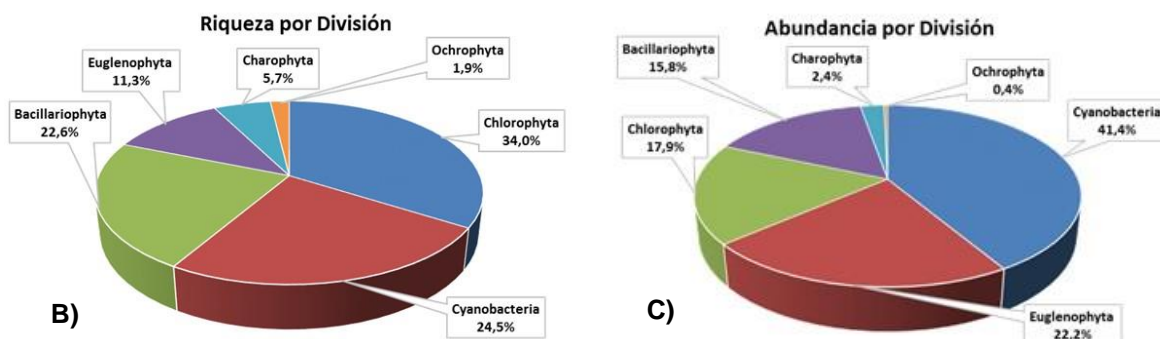 Riqueza por División
Euglenophyta
11,3%
Charophyta
5,7%
Ochrophyta
1,9%
Bacillariophyta
22,6%
Chlorophyta
34,0%
Cyanobacteria
24,5%
B)
Abundancia por División
Bacillariophyta
15,8%
Charophyta
2,4%
Ochrophyta
0,4%
Cyanobacteria
41,4%
Chlorophyta
17,9%
Euglenophyta
22,2%
C)